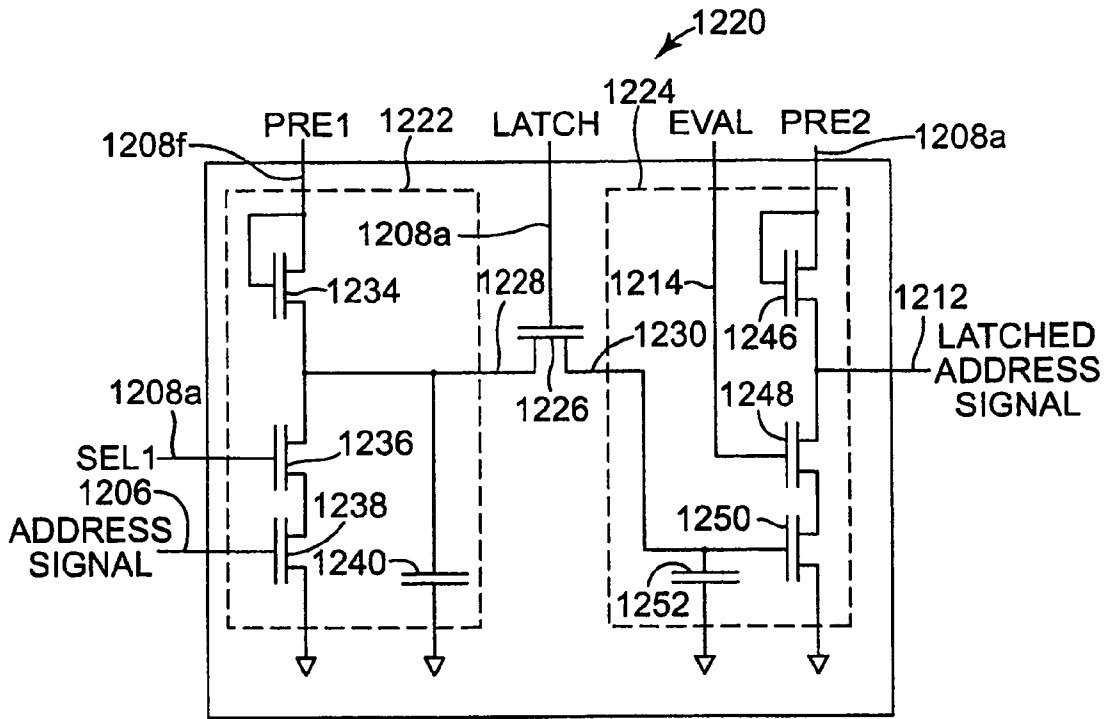 1220
1224
PRE1
1222
LATCH
EVAL
PRE2
1208f
1208a
1208a
1234
1228
1214
1246
1212
1230
LATCHED
ADDRESS
SIGNAL
1226
1248
1208a
SEL1
1236
1206
ADDRESS
SIGNAL
1238
1250
1240
1252